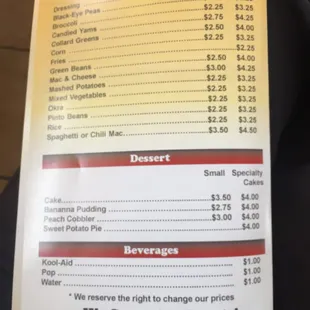 Dressing $2.25 $3.25
Black-Eye Peas $2.25 $3.25
Broccoli $2.75 $4.25
Candied Yams $2.50 $4.00
Collard Greens $2.25 $3.25
Corn $2.25
Fries $2.50 $4.00
Green Beans $3.00 $4.25
Mac & Cheese $2.25 $3.25
Mashed Potatoes $2.25 $3.25
Mixed Vegetables $2.25 $3.25
Okra $2.25 $3.25
Pinto Beans $2.25 $3.25
Rice $2.25 $3.25
Spaghetti or Chili Mac $3.50 $4.50
Dessert
Small Specialty
Cakes
Cake $3.50 $4.00
Bananna Pudding $2.75 $4.00
Peach Cobbler $3.00 $4.00
Sweet Potato Pie $4.00
Beverages
Kool-Aid $1.00
Pop $1.00
Water $1.00
* We reserve the right to change our prices